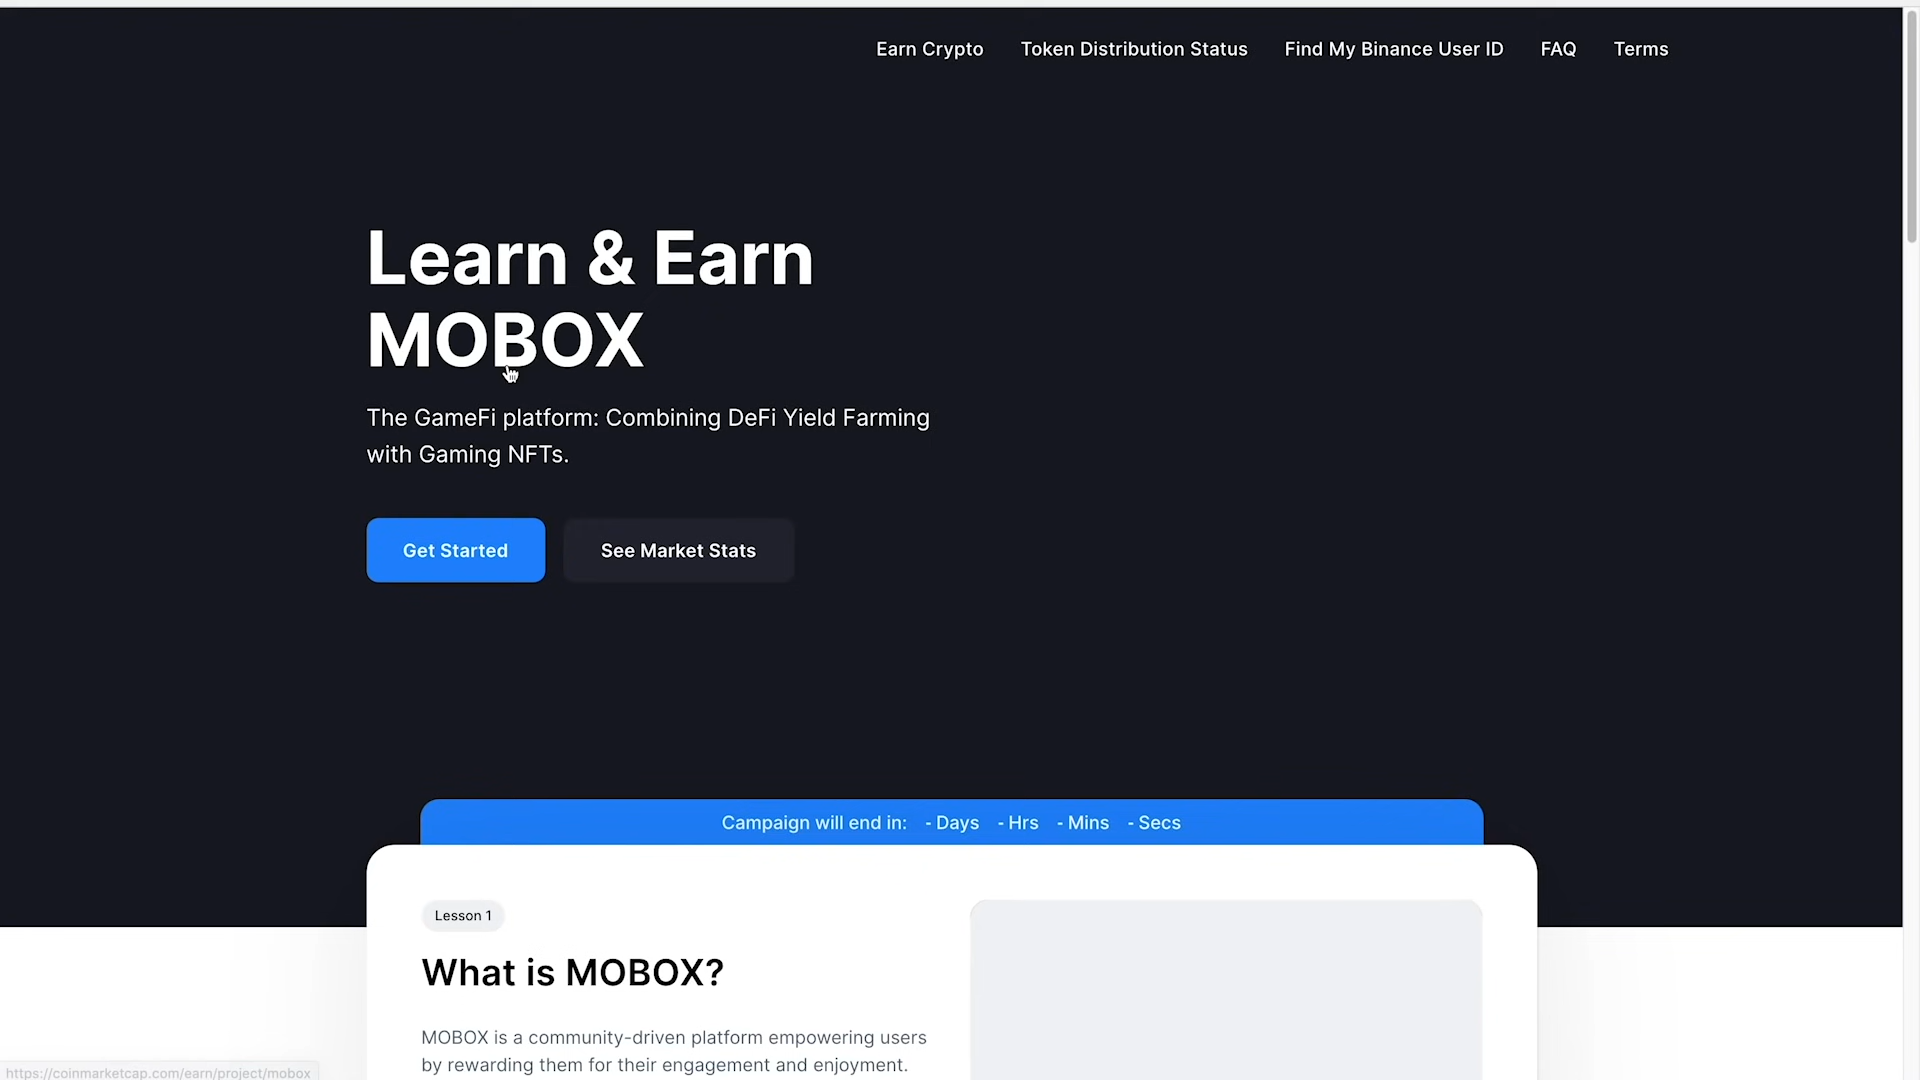 Earn Crypto Token Distribution Status Find My Binance User ID FAQ Terms
Learn & Earn
MOBOX
The GameFi platform: Combining DeFi Yield Farming
with Gaming NFTs.
Get Started See Market Stats
Campaign will end in: - Days - Hrs - Mins - Secs
Lesson 1
What is MOBOX?
MOBOX is a community-driven platform empowering users
by rewarding them for their engagement and enjoyment.
https://coinmarketcap.com/earn/project/mobox